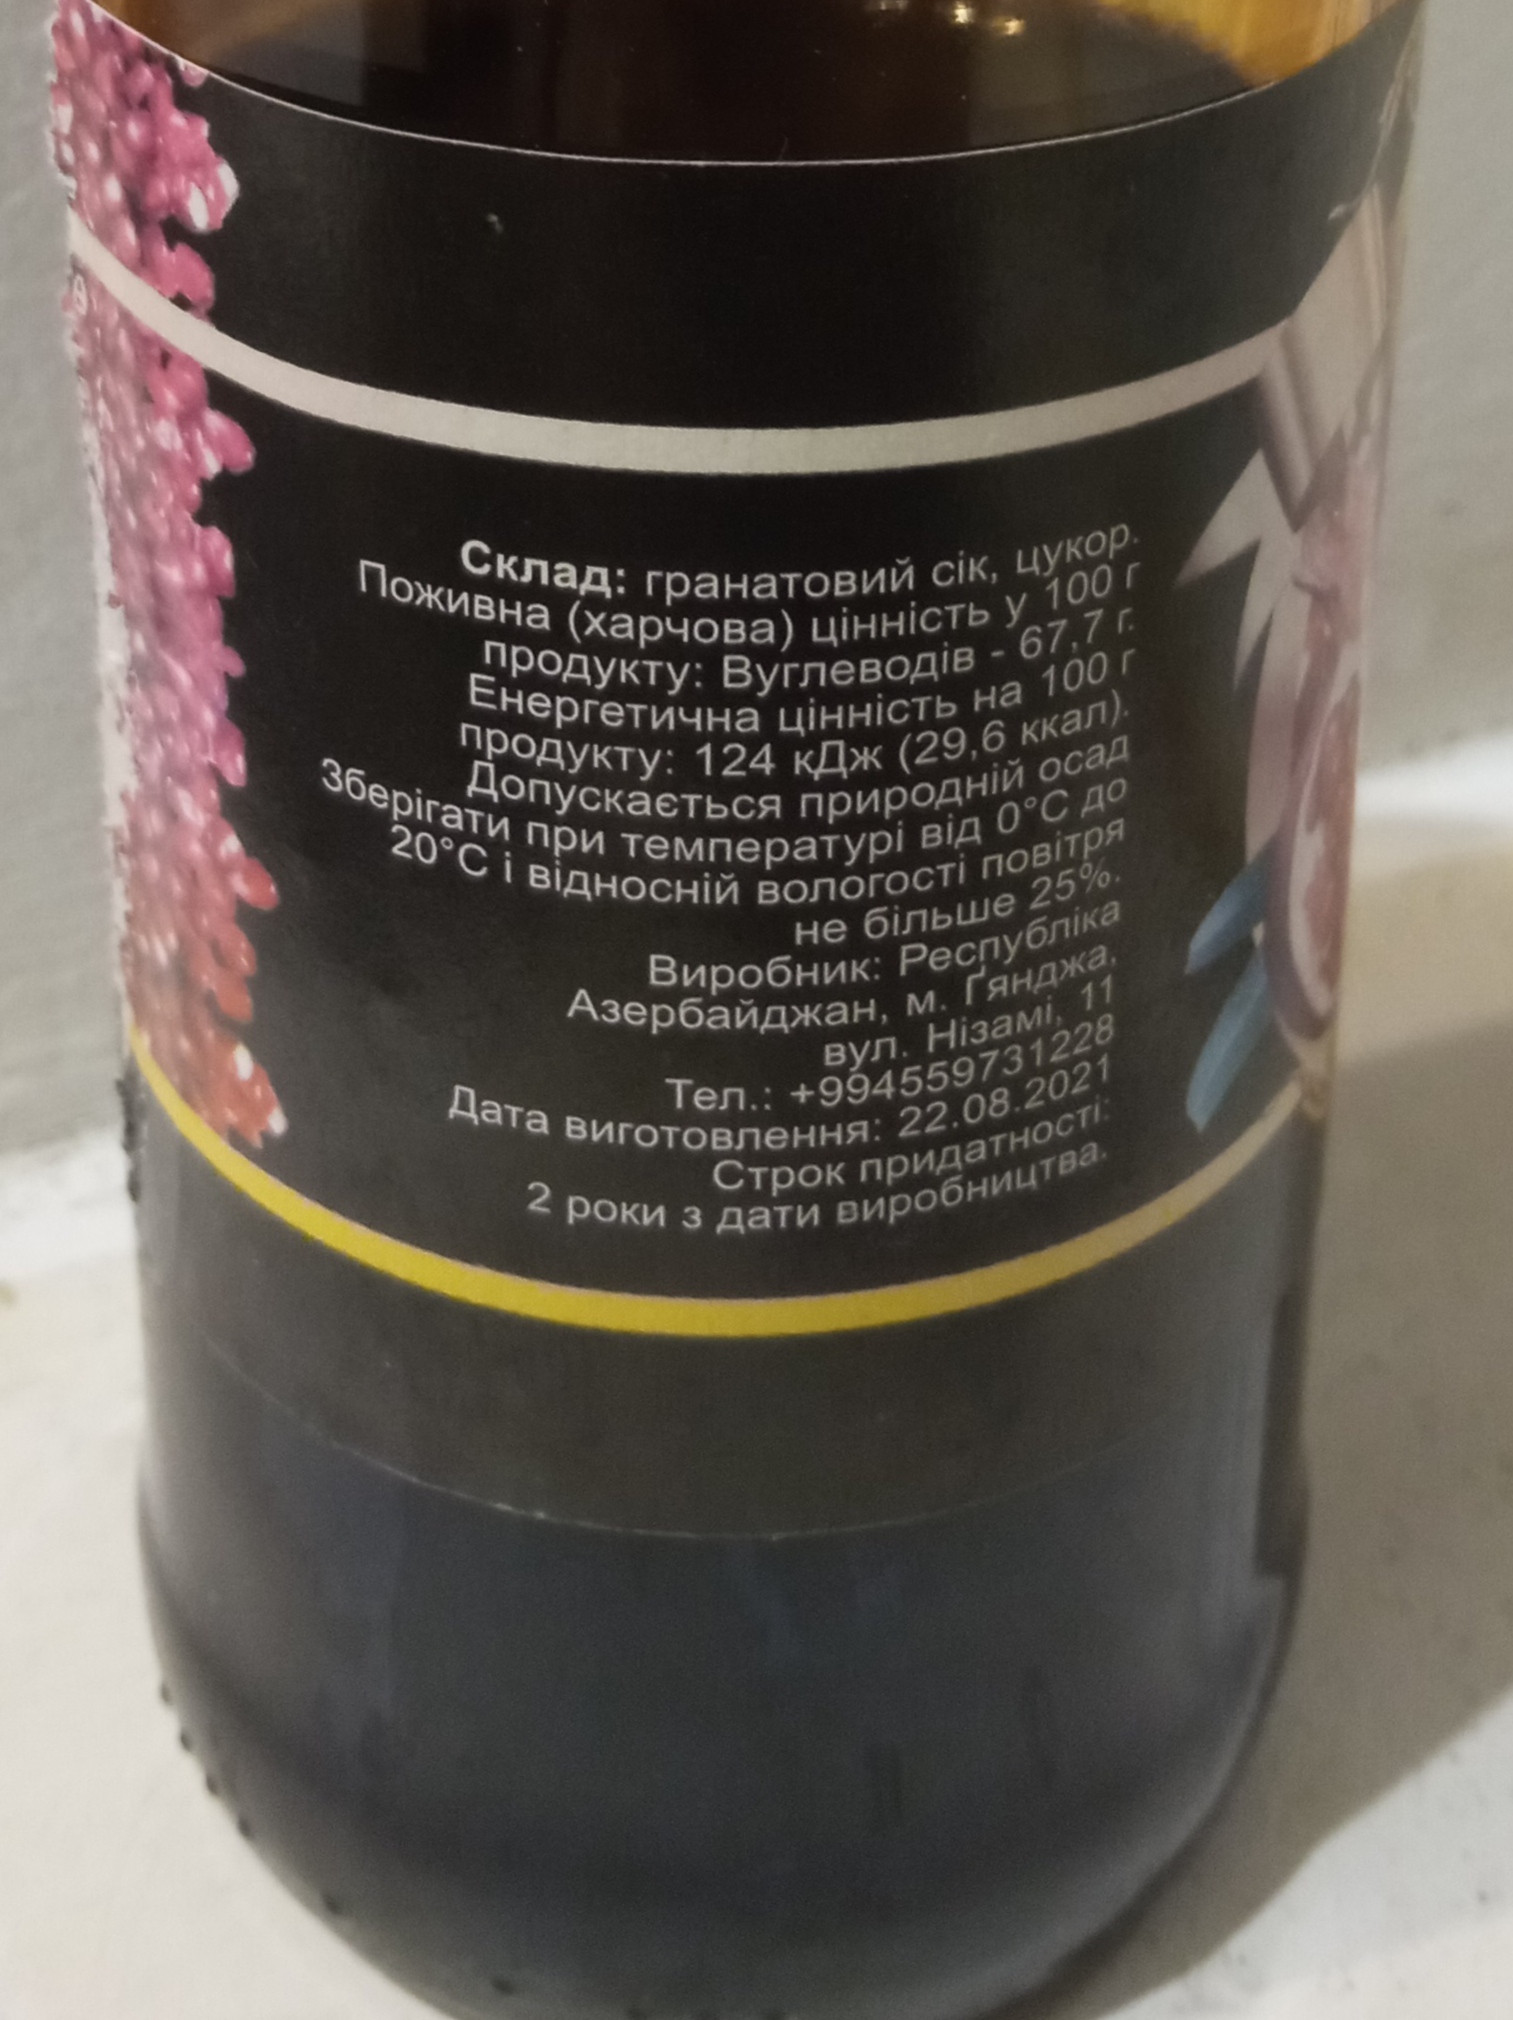 Склад: гранатовий сік, цукор.
Поживна (харчова) цінність у 100 г
продукту: Вуглеводів - 67,7 г.
Енергетична цінність на 100 г
продукту: 124 кДж (29,6 ккал).
Допускається природній осад
Зберігати при температурі від 0°С до
20°С і відносній вологості повітря
не більше 25%.
Виробник: Республіка
Азербайджан, м. Ґянджа,
вул. Нізамі, 11
Тел.: +994559731228
Дата виготовлення: 22.08.2021
Строк придатності:
2 роки з дати виробництва.